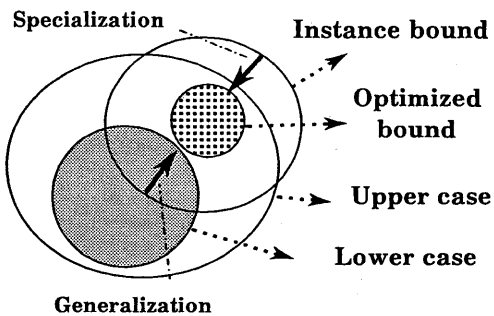 Specialization
Instance bound
Optimized
bound
Upper case
Lower case
Generalization